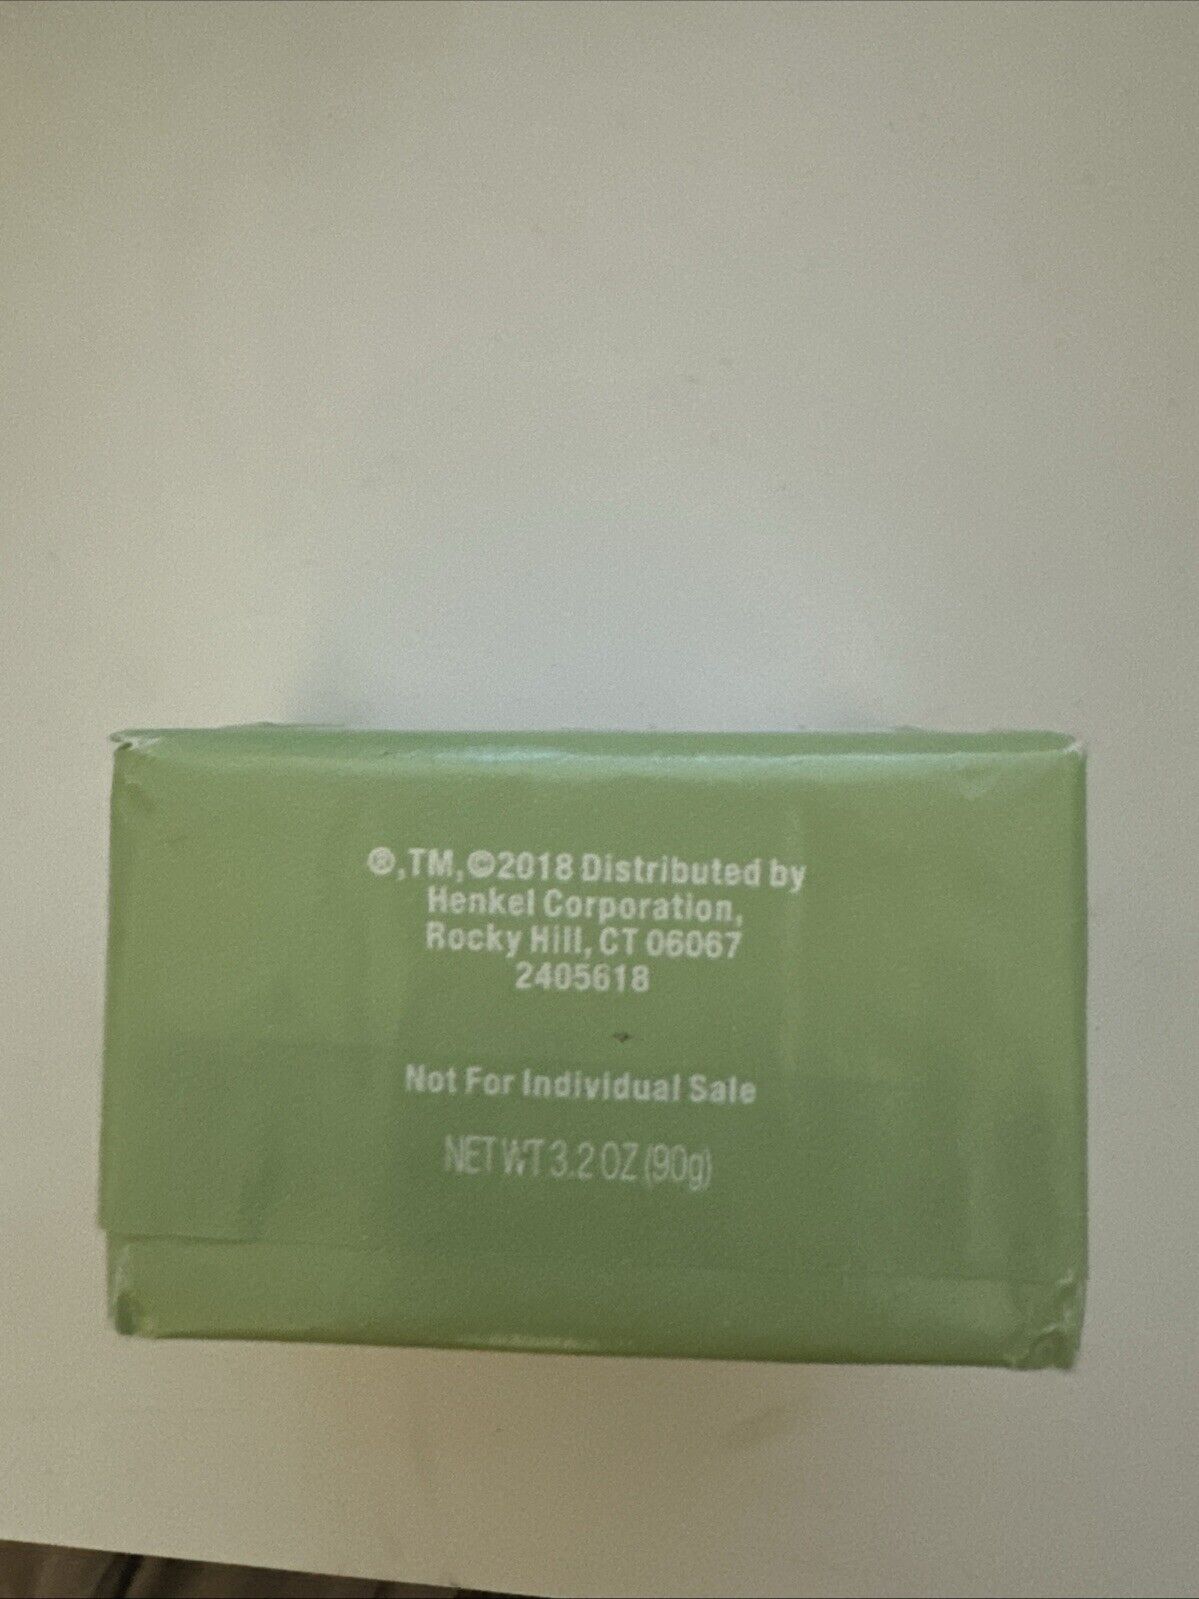 ®,TM,©2018 Distributed by
Henkel Corporation,
Rocky Hill, CT 06067
2405618
Not For Individual Sale
NET WT 3.2 OZ (90g)